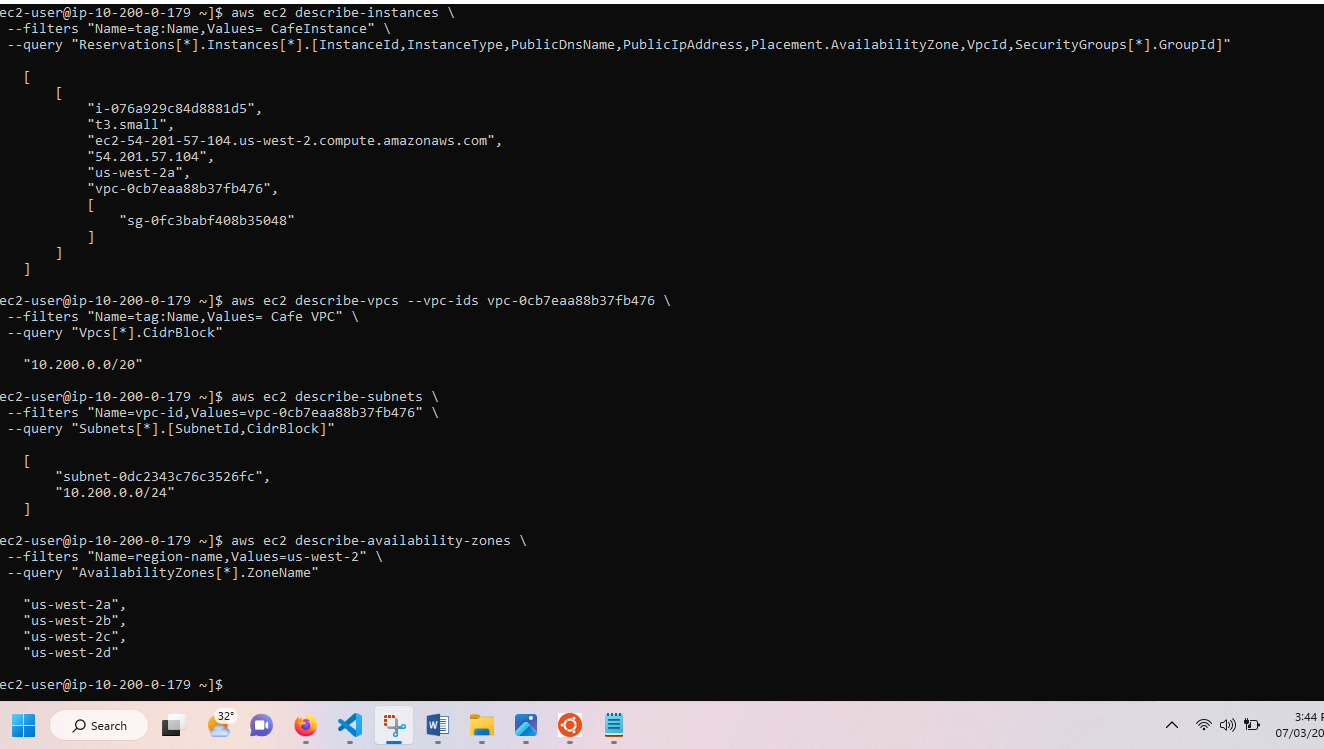 ec2-user@ip-10-200-0-179 ~]$ aws ec2 describe-instances \
--filters "Name=tag:Name,Values= CafeInstance" \
--query "Reservations[*].Instances[*].[InstanceId,InstanceType,PublicDnsName,PublicIpAddress,Placement.AvailabilityZone,VpcId,SecurityGroups[*].GroupId]"
[
[
"i-076a929c84d8881d5",
"t3.small",
"ec2-54-201-57-104.us-west-2.compute.amazonaws.com",
"54.201.57.104",
"us-west-2a",
"vpc-0cb7eaa88b37fb476",
[
"sg-0fc3babf408b35048"
]
]
]
ec2-user@ip-10-200-0-179 ~]$ aws ec2 describe-vpcs --vpc-ids vpc-0cb7eaa88b37fb476 \
--filters "Name=tag:Name,Values= Cafe VPC" \
--query "Vpcs[*].CidrBlock"
"10.200.0.0/20"
ec2-user@ip-10-200-0-179 ~]$ aws ec2 describe-subnets \
--filters "Name=vpc-id,Values=vpc-0cb7eaa88b37fb476" \
--query "Subnets[*].[SubnetId,CidrBlock]"
[
"subnet-0dc2343c76c3526fc",
"10.200.0.0/24"
]
ec2-user@ip-10-200-0-179 ~]$ aws ec2 describe-availability-zones \
--filters "Name=region-name,Values=us-west-2" \
--query "AvailabilityZones[*].ZoneName"
"us-west-2a",
"us-west-2b",
"us-west-2c",
"us-west-2d"
ec2-user@ip-10-200-0-179 ~]$
Search
32°
3:44
07/03/20